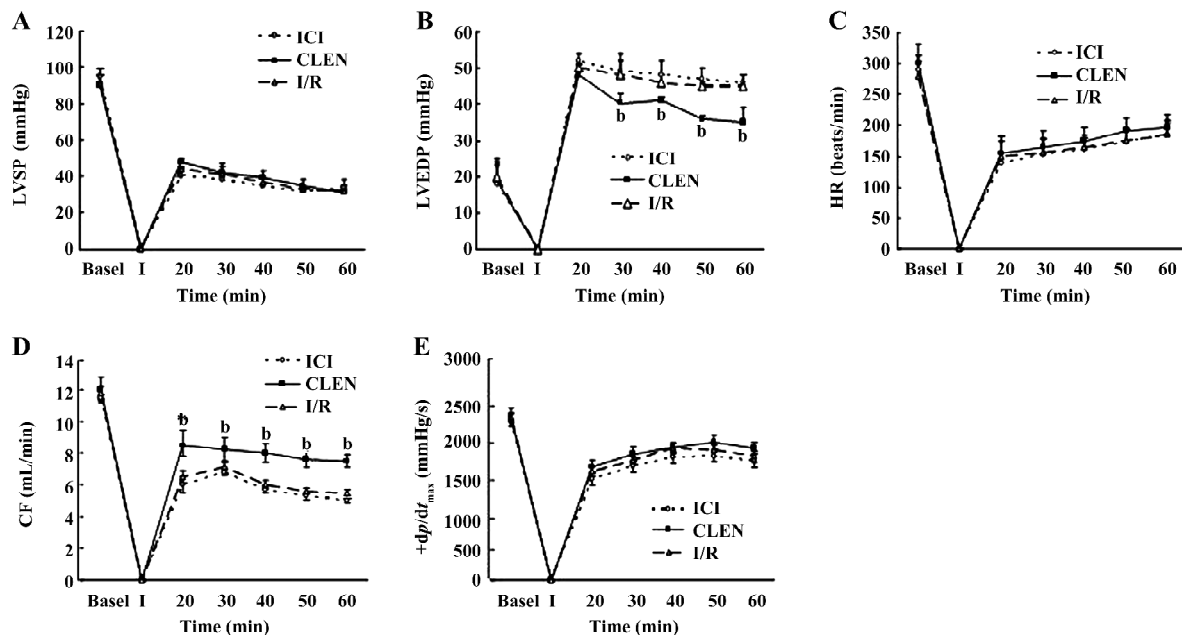 A
120
100
80
60
40
20
0
LVSP (mmHg)
ICI
CLEN
I/R
Basel I 20 30 40 50 60
Time (min)
B
60
50
40
30
20
10
0
LVEDP (mmHg)
b b b b
ICI
CLEN
I/R
Basel I 20 30 40 50 60
Time (min)
C
350
300
250
200
150
100
50
0
HR (beats/min)
ICI
CLEN
I/R
Basel I 20 30 40 50 60
Time (min)
D
14
12
10
8
6
4
2
0
CF (mL/min)
ICI
CLEN
I/R
b b b b b
Basel I 20 30 40 50 60
Time (min)
E
3000
2500
2000
1500
1000
500
0
+dp/dtmax (mmHg/s)
ICI
CLEN
I/R
Basel I 20 30 40 50 60
Time (min)